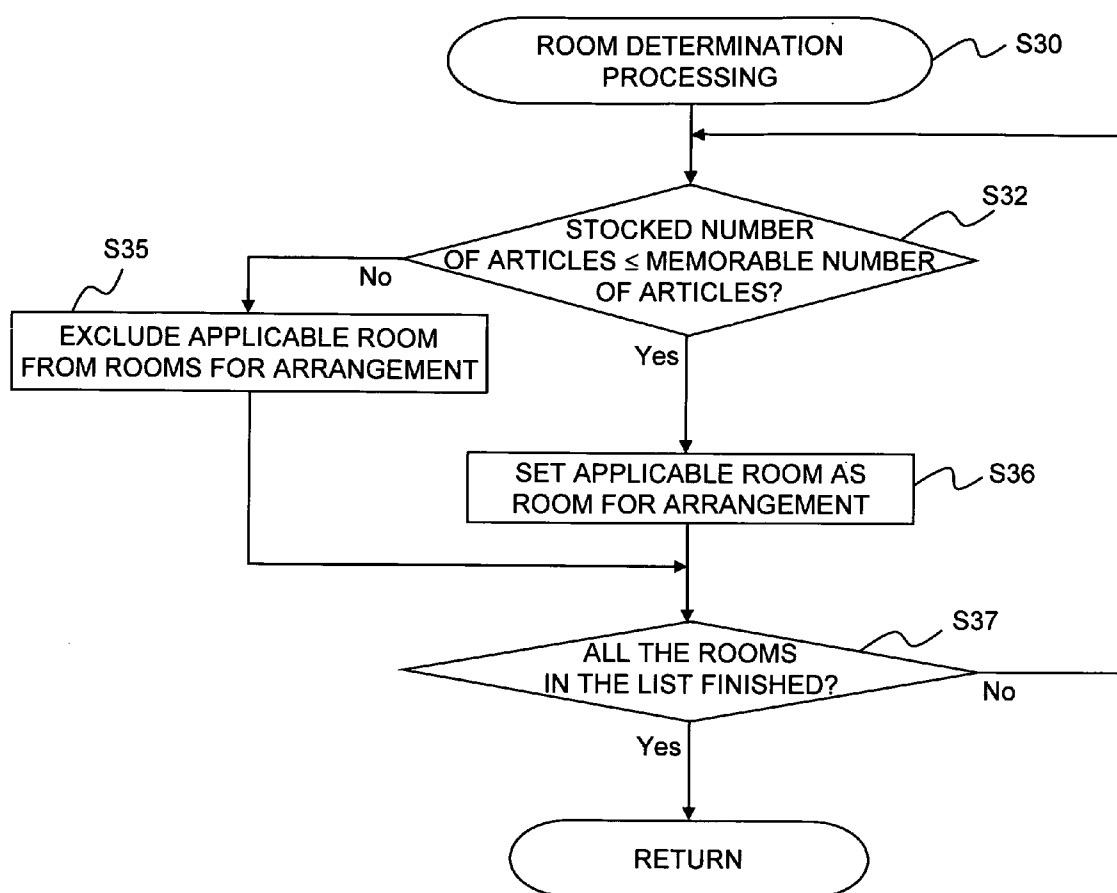 ROOM DETERMINATION
PROCESSING
S30
S32
STOCKED NUMBER
OF ARTICLES ≤ MEMORABLE NUMBER
OF ARTICLES?
S35
No
EXCLUDE APPLICABLE ROOM
FROM ROOMS FOR ARRANGEMENT
Yes
SET APPLICABLE ROOM AS
ROOM FOR ARRANGEMENT
S36
S37
ALL THE ROOMS
IN THE LIST FINISHED?
No
Yes
RETURN